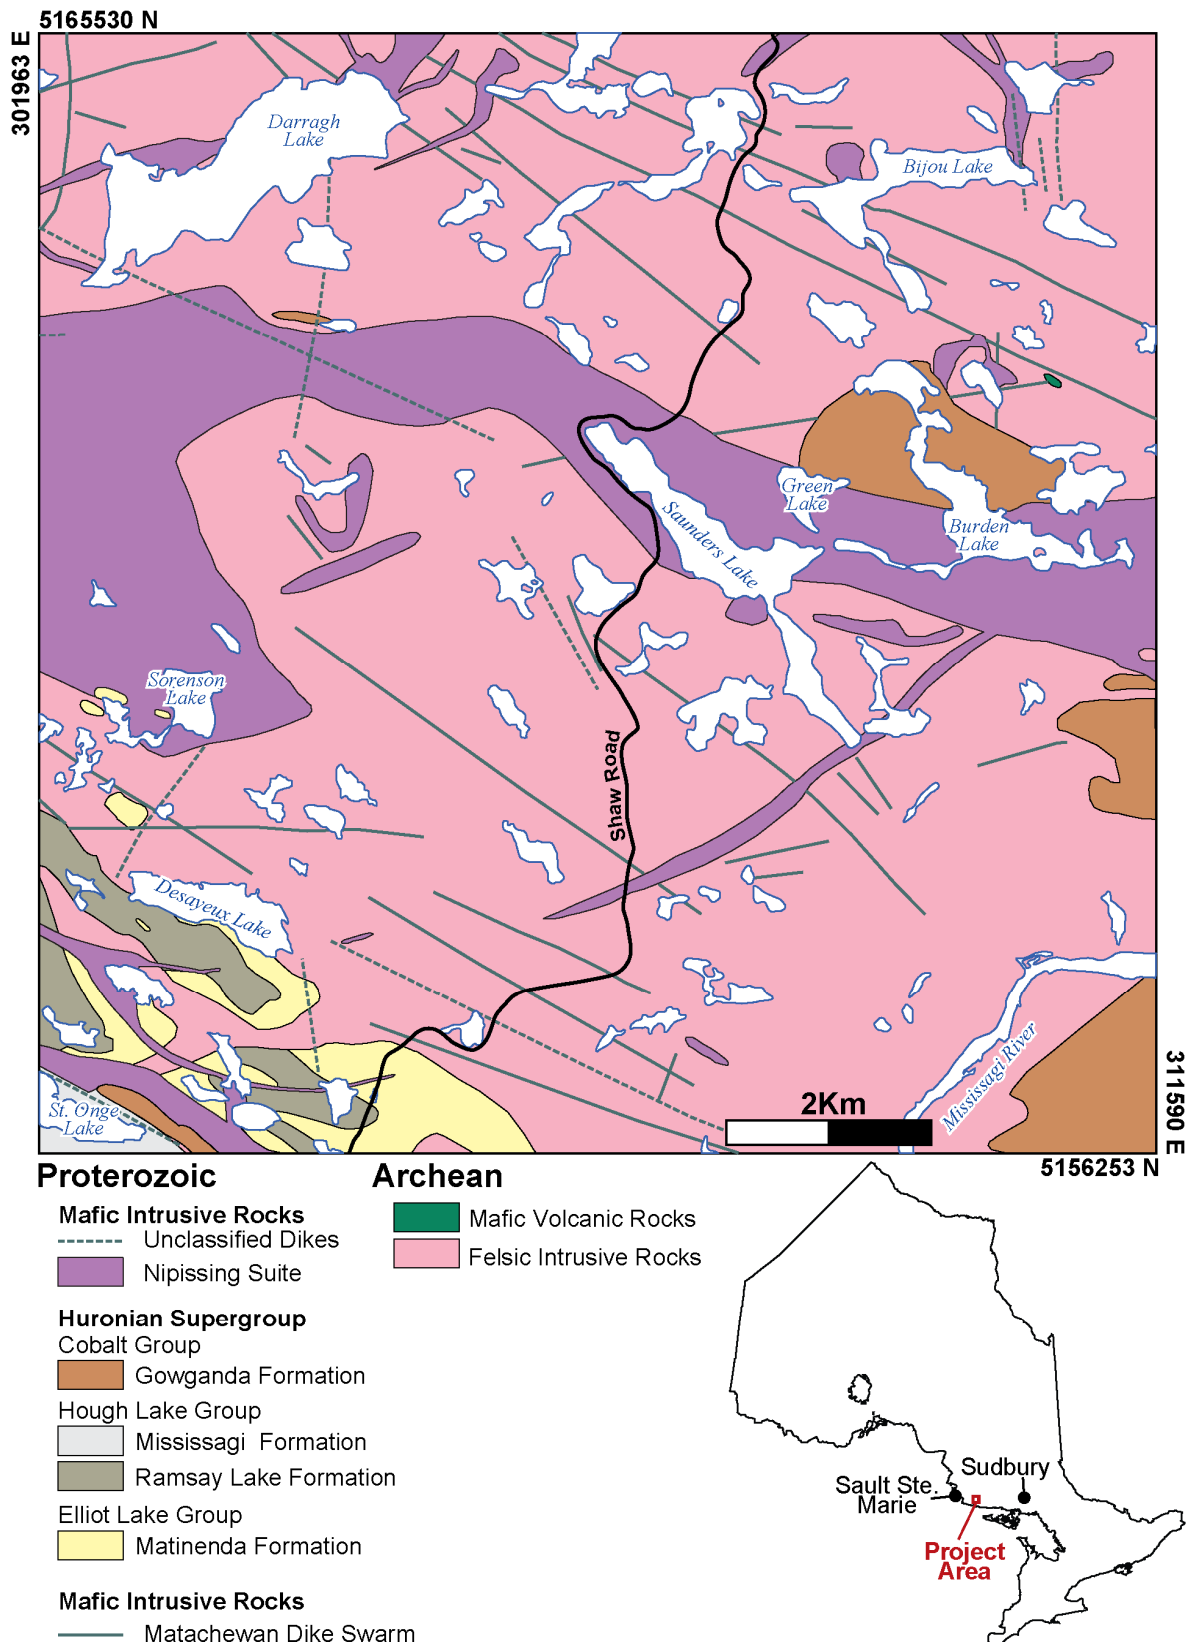 5165530 N
301963 E
Darragh
Lake
Bijou Lake
Green
Lake
Saunders Lake
Burden
Lake
Sorenson
Lake
Shaw Road
Desayeux Lake
Mississagi River
St. Onge
Lake
2Km
311590 E
5156253 N
Proterozoic
Mafic Intrusive Rocks
Unclassified Dikes
Nipissing Suite
Huronian Supergroup
Cobalt Group
Gowganda Formation
Hough Lake Group
Mississagi Formation
Ramsay Lake Formation
Elliot Lake Group
Matinenda Formation
Mafic Intrusive Rocks
Matachewan Dike Swarm
Archean
Mafic Volcanic Rocks
Felsic Intrusive Rocks
Sudbury
Sault Ste.
Marie
Project
Area